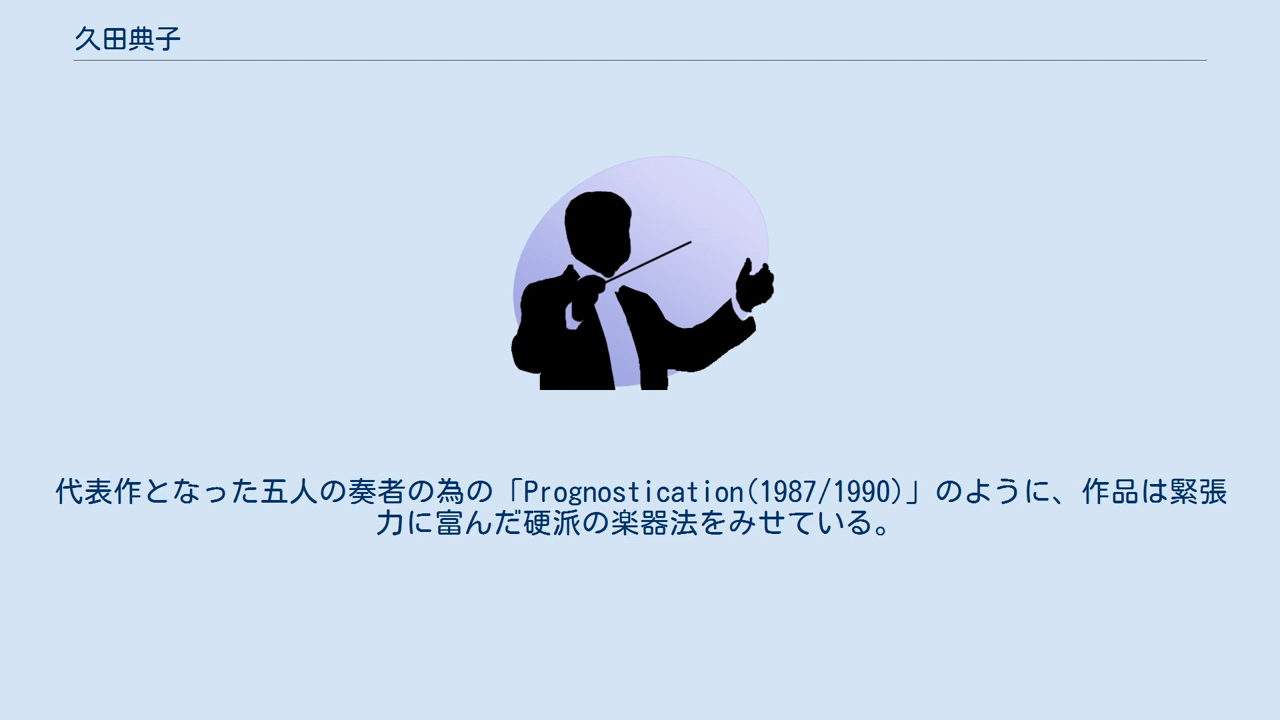 久田典子
代表作となった五人の奏者の為の「Prognostication(1987/1990)」のように、作品は緊張
力に富んだ硬派の楽器法をみせている。